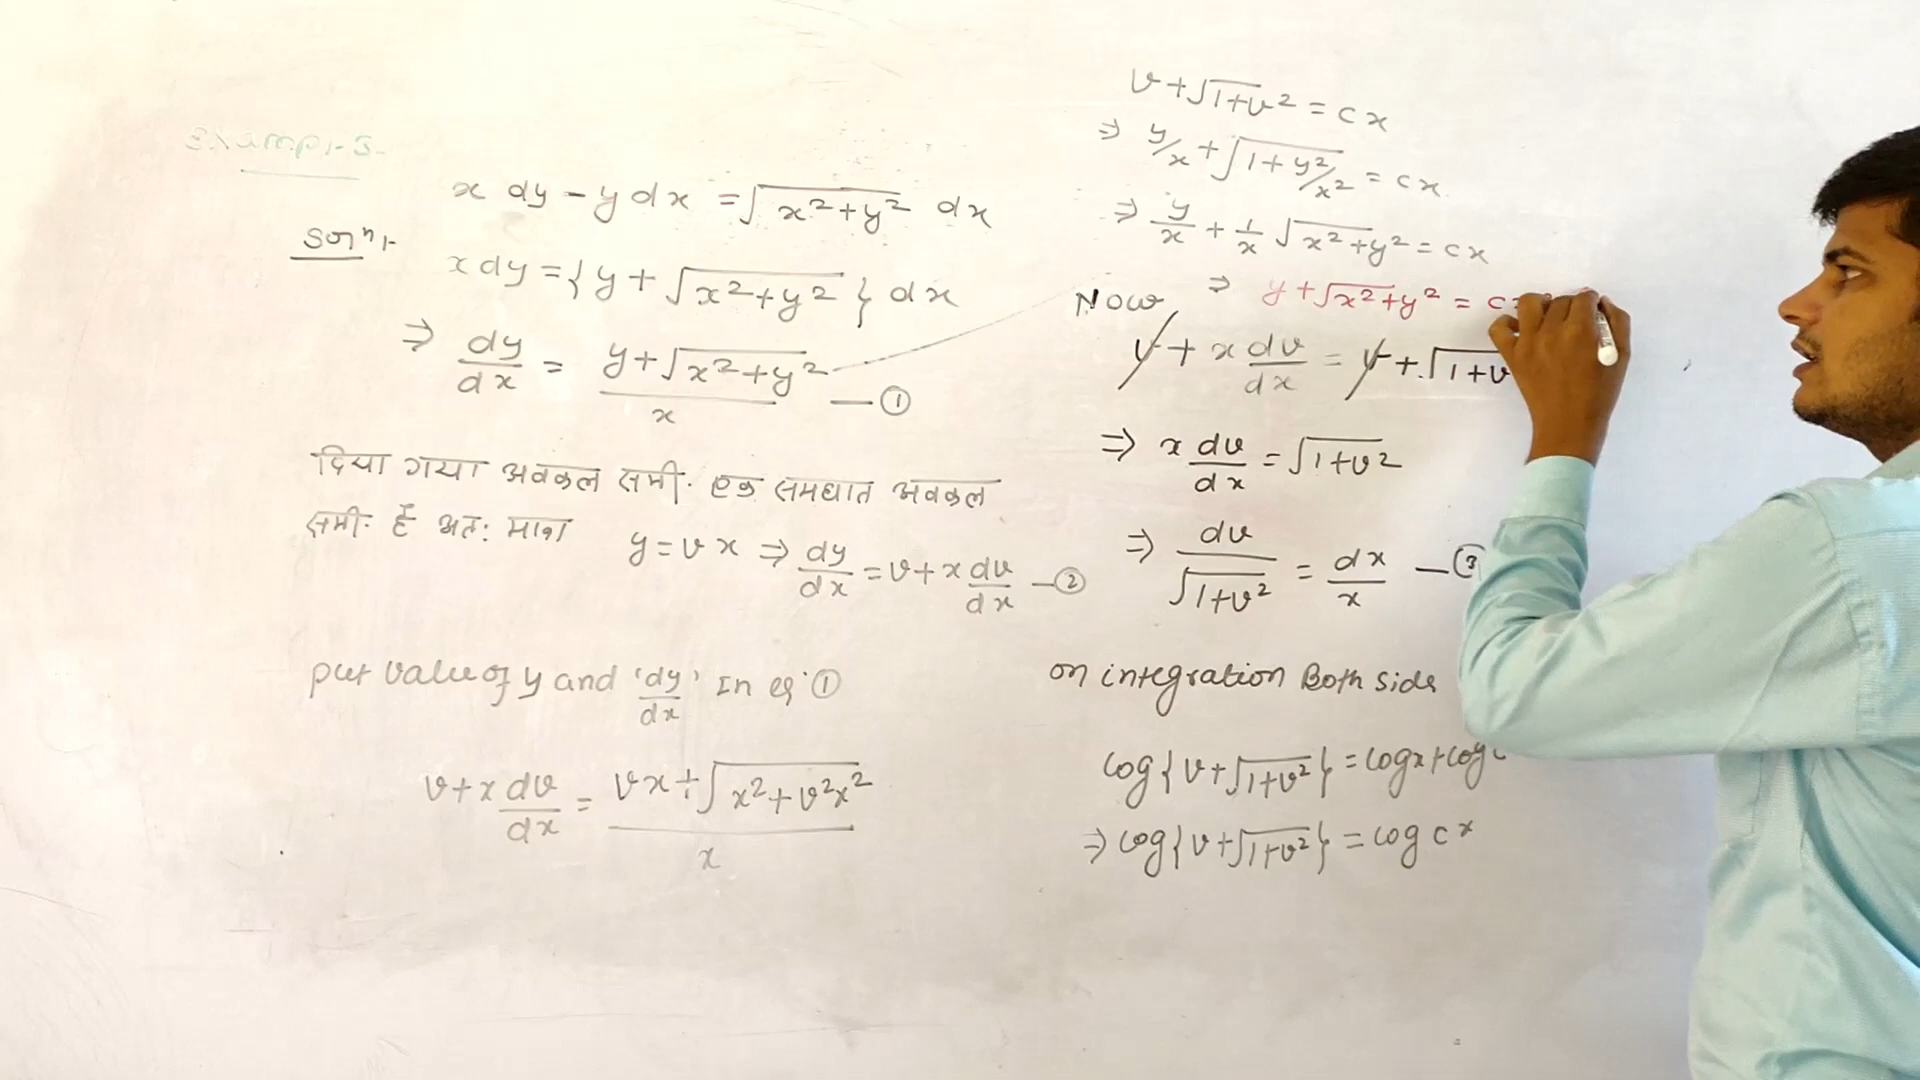 Exampl-5-
x dy - y dx = √x²+y² dx
Solⁿ:-
x dy = {y + √x²+y²} dx
⇒ dy/dx = y+√x²+y²/x — ①
दिया गया अवकल समी. एक समघात अवकल
समी. है अत: माना y = v x ⇒ dy/dx = v + x dv/dx — ②
put value of y and 'dy/dx' In eq. ①
v + x dv/dx = vx + √x²+v²x²/x
v + √1+v² = cx
⇒ y/x + √1+y²/x² = cx
⇒ y/x + 1/x √x²+y² = cx
⇒ y + √x²+y² =
Now
v + x dv/dx = v + √1+v
⇒ x dv/dx = √1+v²
⇒ dv/√1+v² = dx/x — ③
on integration Both side
log{v+√1+v²} = logx+log
⇒ log{v+√1+v²} = log cx